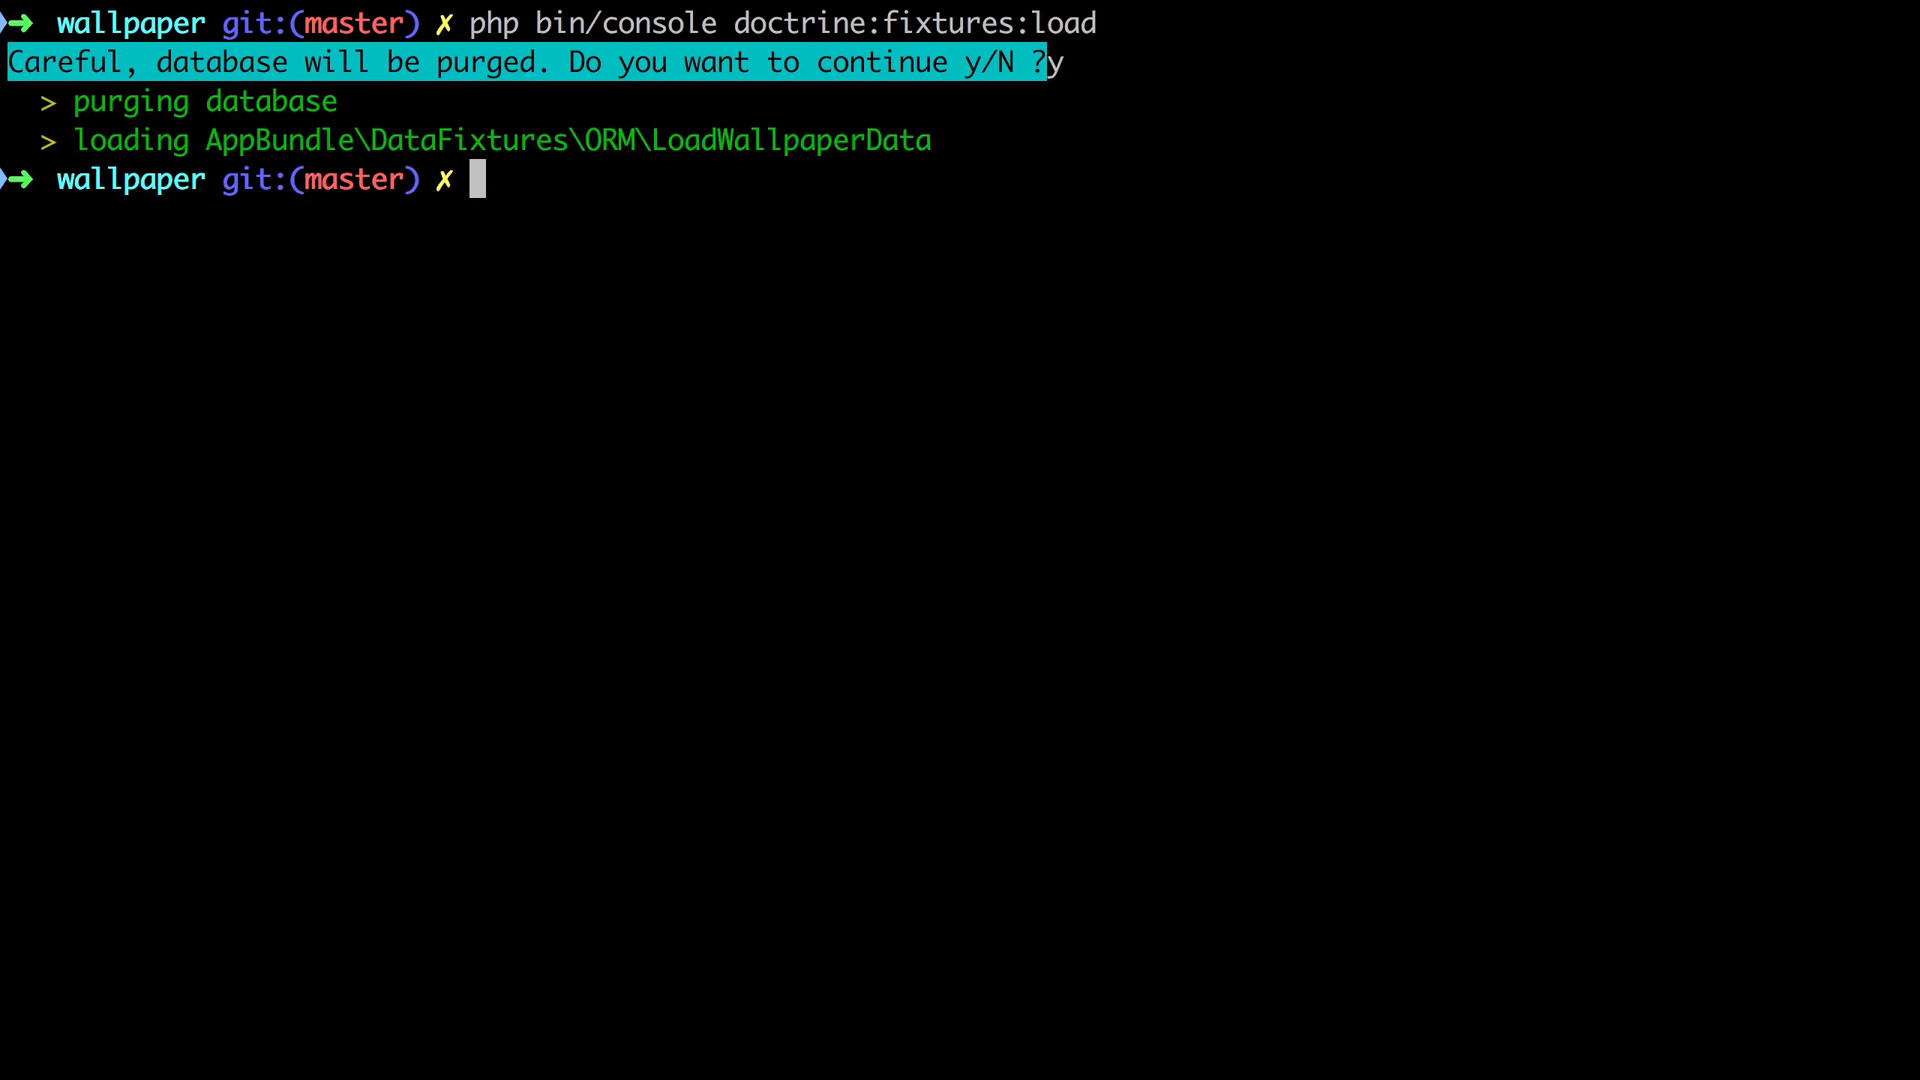 ➜ wallpaper git:(master) ✗ php bin/console doctrine:fixtures:load
Careful, database will be purged. Do you want to continue y/N ?y
> purging database
> loading AppBundle\DataFixtures\ORM\LoadWallpaperData
➜ wallpaper git:(master) ✗